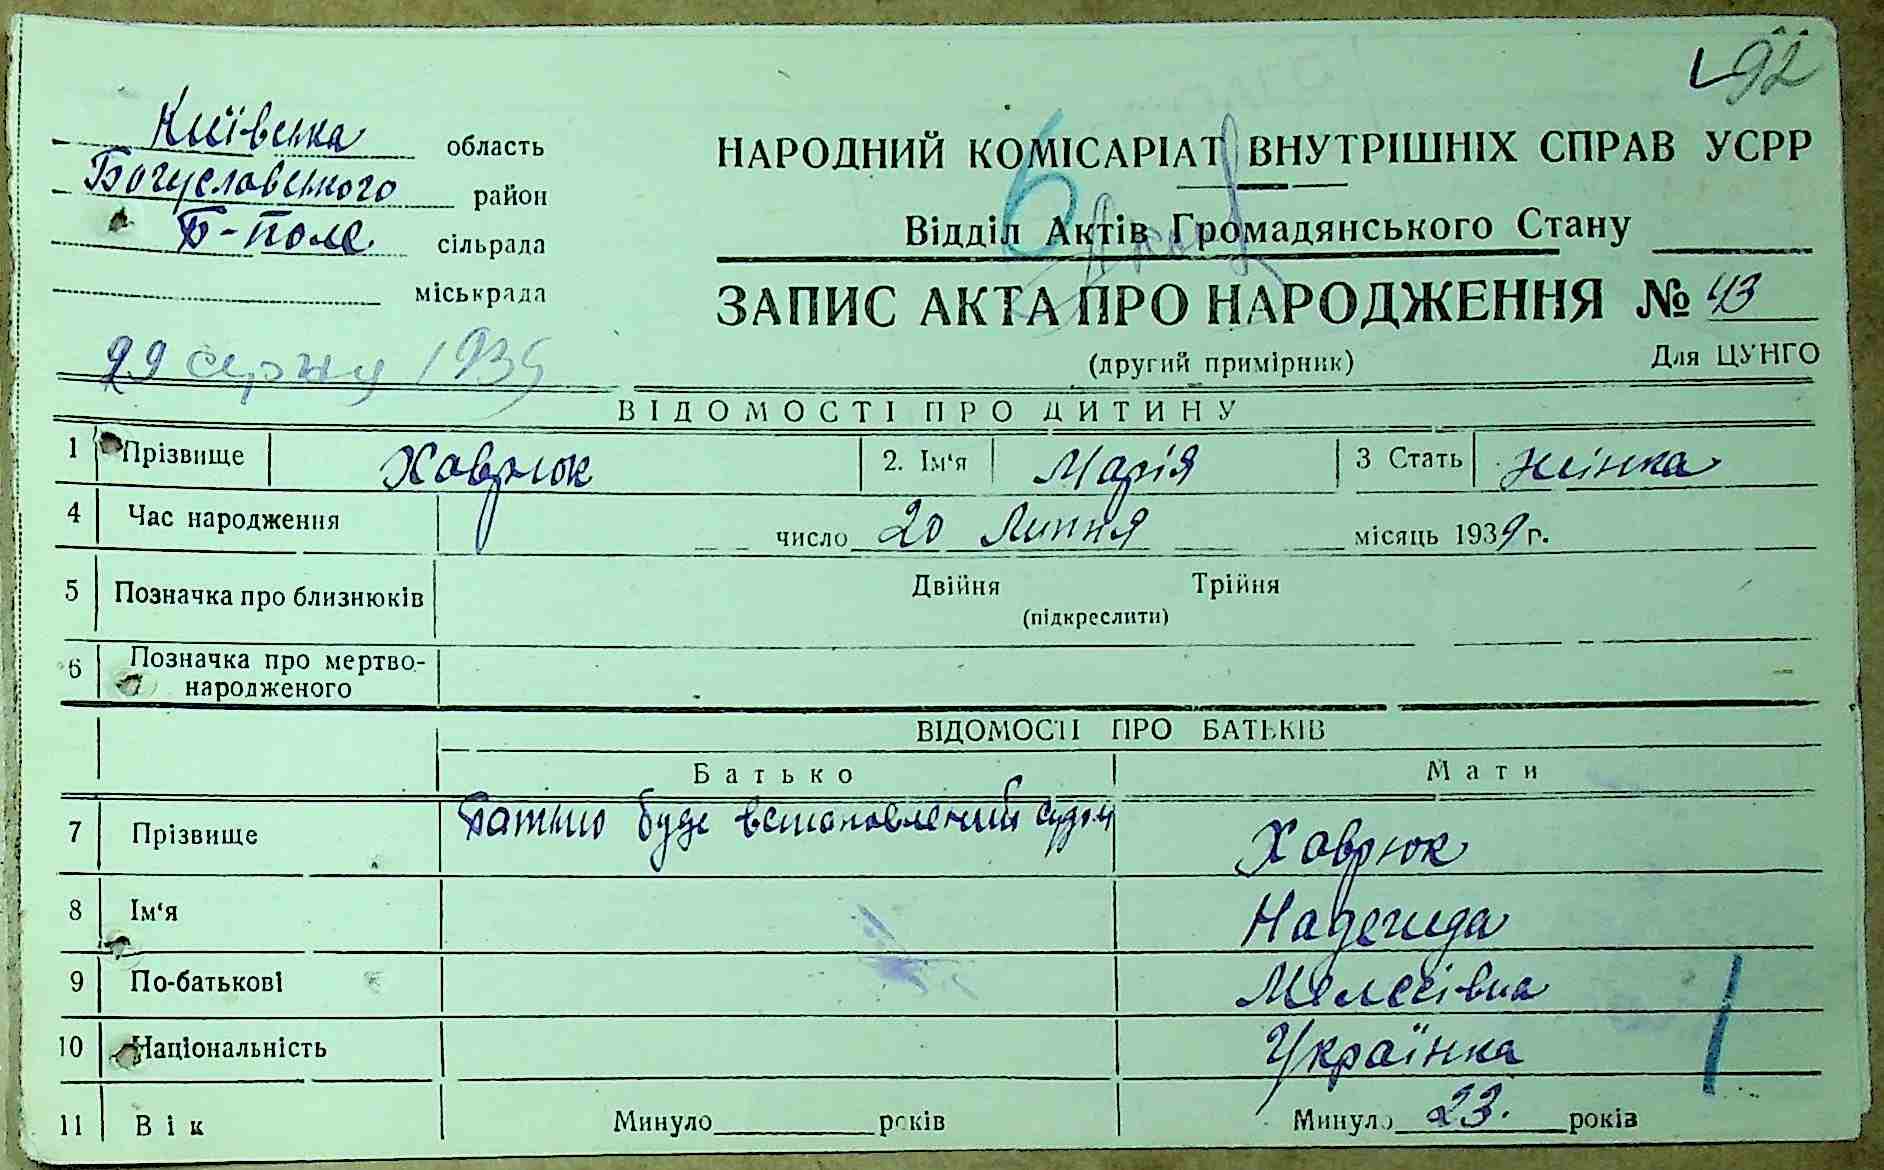 92
Київська область
Богуславського район
Б-Поле сільрада
міськрада
29 серпня 1939
НАРОДНИЙ КОМІСАРІАТ ВНУТРІШНІХ СПРАВ УСРР
Відділ Актів Громадянського Стану
ЗАПИС АКТА ПРО НАРОДЖЕННЯ № 43
(другий примірник) Для ЦУНГО
ВІДОМОСТІ ПРО ДИТИНУ
1 Прізвище Хаврюк 2. Ім'я Марія 3 Стать жінка
4 Час народження число 20 Липня місяць 1939 г.
5 Позначка про близнюків Двійня Трійня
(підкреслити)
6 Позначка про мертво-
народженого
ВІДОМОСТІ ПРО БАТЬКІВ
Батько Мати
7 Прізвище Батько буде встановлений судом Хаврюк
8 Ім'я Надежда
9 По-батькові
10 Національність Українка
11 Вік Минуло років Минуло 23. років